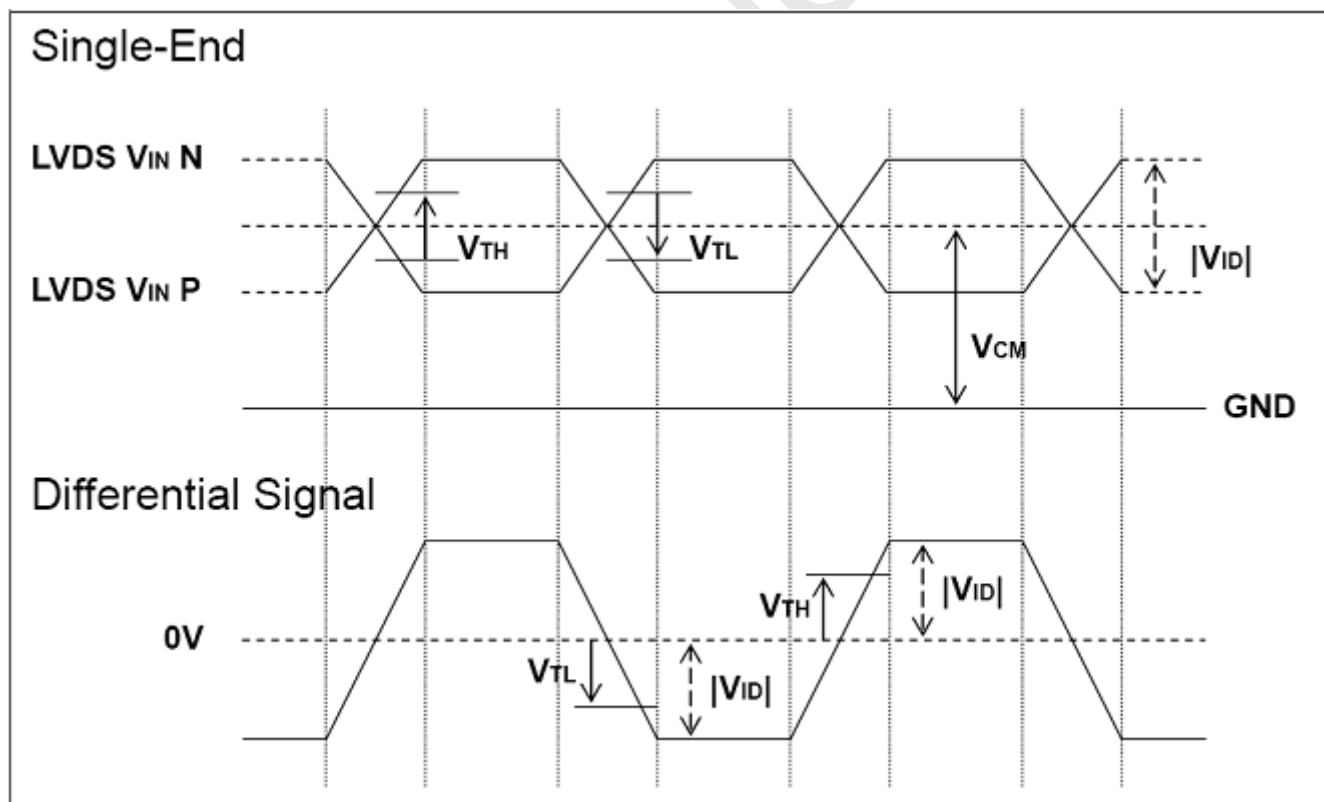 Single-End
LVDS VIN N
VTH
VTL
|VID|
LVDS VIN P
VCM
GND
Differential Signal
VTH
|VID|
0V
VTL
|VID|